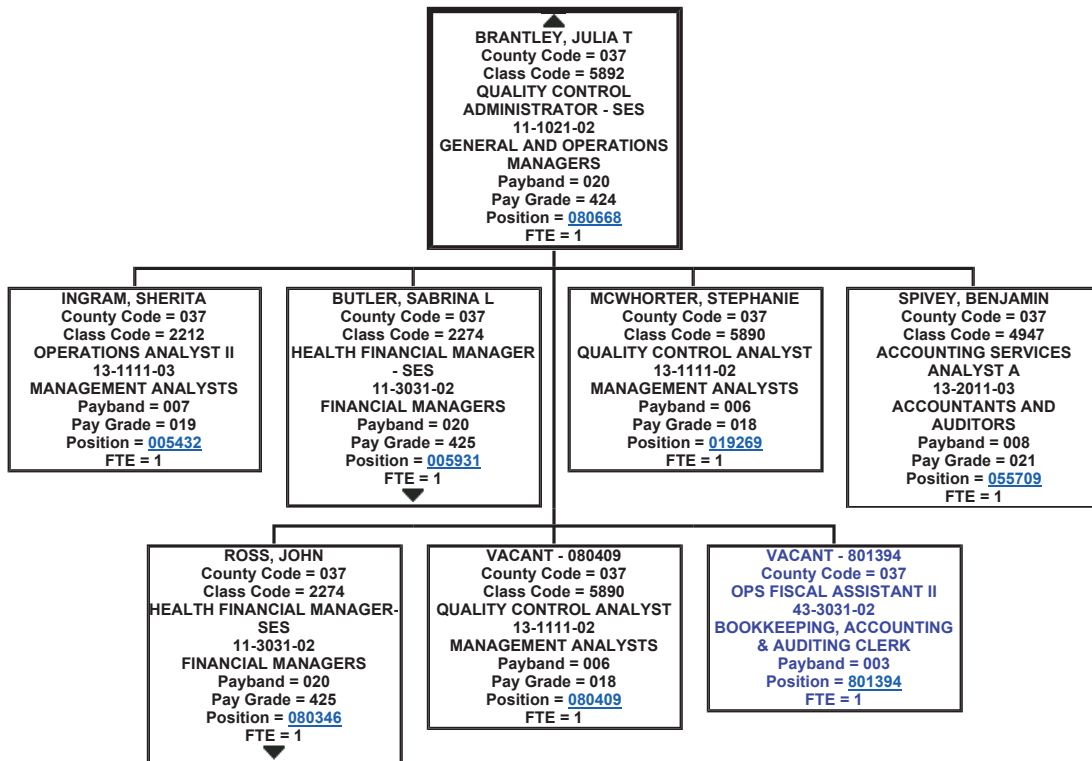 BRANTLEY, JULIA T
County Code = 037
Class Code = 5892
QUALITY CONTROL
ADMINISTRATOR - SES
11-1021-02
GENERAL AND OPERATIONS
MANAGERS
Payband = 020
Pay Grade = 424
Position = 080668
FTE = 1
INGRAM, SHERITA
County Code = 037
Class Code = 2212
OPERATIONS ANALYST II
13-1111-03
MANAGEMENT ANALYSTS
Payband = 007
Pay Grade = 019
Position = 005432
FTE = 1
BUTLER, SABRINA L
County Code = 037
Class Code = 2274
HEALTH FINANCIAL MANAGER
- SES
11-3031-02
FINANCIAL MANAGERS
Payband = 020
Pay Grade = 425
Position = 005931
FTE = 1
MCWHORTER, STEPHANIE
County Code = 037
Class Code = 5890
QUALITY CONTROL ANALYST
13-1111-02
MANAGEMENT ANALYSTS
Payband = 006
Pay Grade = 018
Position = 019269
FTE = 1
SPIVEY, BENJAMIN
County Code = 037
Class Code = 4947
ACCOUNTING SERVICES
ANALYST A
13-2011-03
ACCOUNTANTS AND
AUDITORS
Payband = 008
Pay Grade = 021
Position = 055709
FTE = 1
ROSS, JOHN
County Code = 037
Class Code = 2274
HEALTH FINANCIAL MANAGER-
SES
11-3031-02
FINANCIAL MANAGERS
Payband = 020
Pay Grade = 425
Position = 080346
FTE = 1
VACANT - 080409
County Code = 037
Class Code = 5890
QUALITY CONTROL ANALYST
13-1111-02
MANAGEMENT ANALYSTS
Payband = 006
Pay Grade = 018
Position = 080409
FTE = 1
VACANT - 801394
County Code = 037
OPS FISCAL ASSISTANT II
43-3031-02
BOOKKEEPING, ACCOUNTING
& AUDITING CLERK
Payband = 003
Position = 801394
FTE = 1